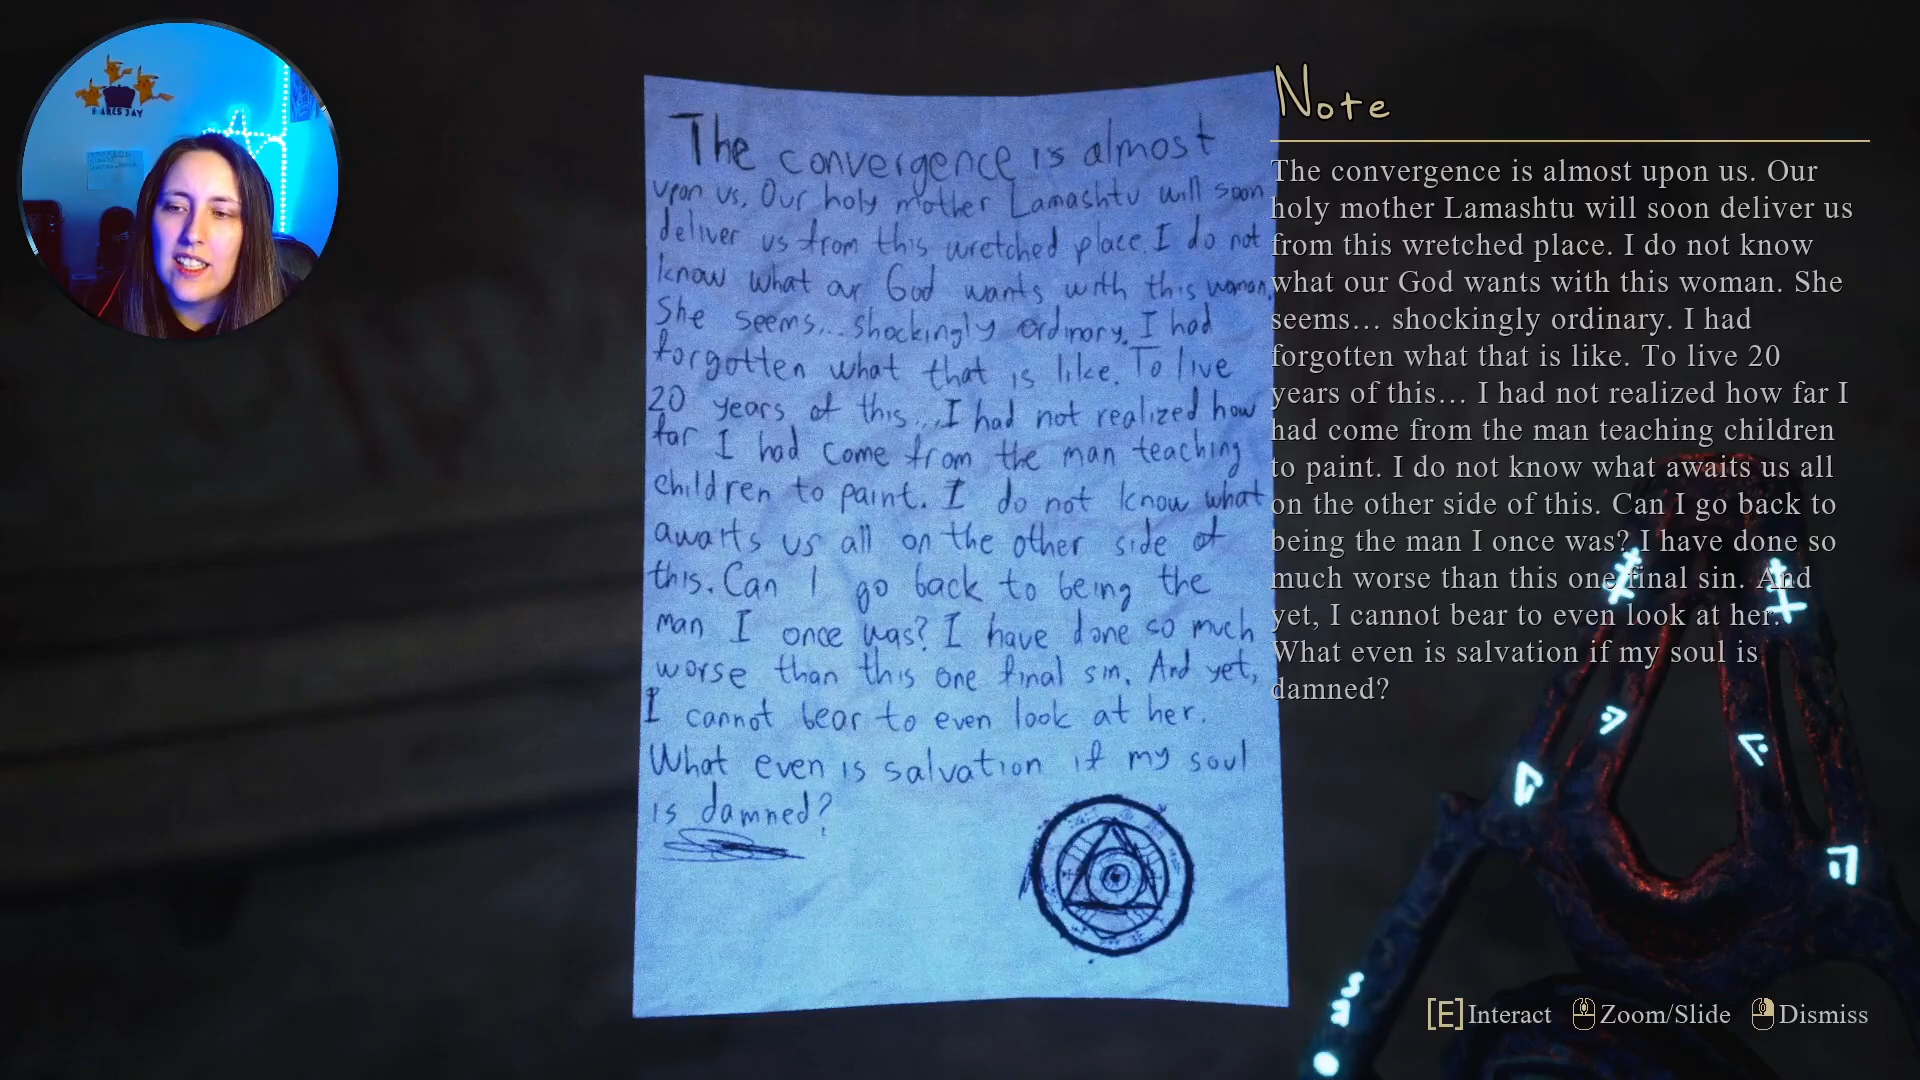 The convergence is almost
upon us. Our holy mother Lamashtu will soon
deliver us from this wretched place. I do not
know what our God wants with this woman.
She seems... shockingly ordinary. I had
forgotten what that is like. To live
20 years of this... I had not realized how
far I had come from the man teaching
children to paint. I do not know what
awaits us all on the other side of
this. Can I go back to being the
man I once was? I have done so much
worse than this one final sin. And yet,
I cannot bear to even look at her.
What even is salvation if my soul
is damned?
Note
The convergence is almost upon us. Our
holy mother Lamashtu will soon deliver us
from this wretched place. I do not know
what our God wants with this woman. She
seems... shockingly ordinary. I had
forgotten what that is like. To live 20
years of this... I had not realized how far I
had come from the man teaching children
to paint. I do not know what awaits us all
on the other side of this. Can I go back to
being the man I once was? I have done so
much worse than this one final sin. And
yet, I cannot bear to even look at her.
What even is salvation if my soul is
damned?
[E] Interact Zoom/Slide Dismiss